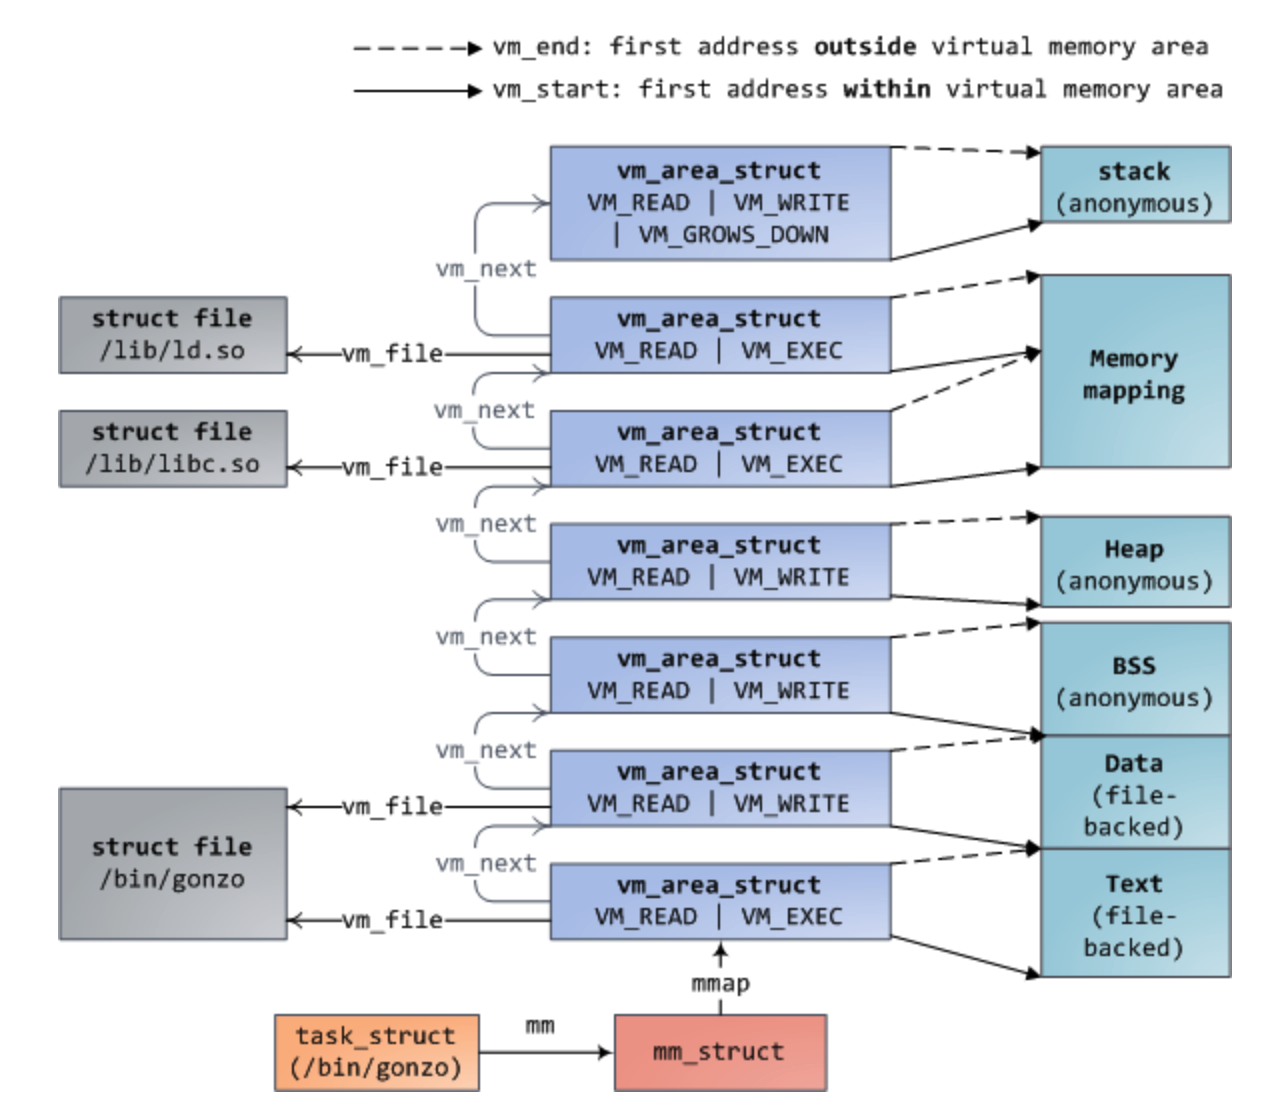 vm_end: first address outside virtual memory area
vm_start: first address within virtual memory area
vm_area_struct
VM_READ | VM_WRITE
| VM_GROWS_DOWN
stack
(anonymous)
vm_next
struct file
/lib/ld.so
vm_file
vm_area_struct
VM_READ | VM_EXEC
Memory
mapping
vm_next
struct file
/lib/libc.so
vm_file
vm_area_struct
VM_READ | VM_EXEC
vm_next
vm_area_struct
VM_READ | VM_WRITE
Heap
(anonymous)
vm_next
vm_area_struct
VM_READ | VM_WRITE
BSS
(anonymous)
vm_next
vm_file
vm_area_struct
VM_READ | VM_WRITE
Data
(file-
backed)
struct file
/bin/gonzo
vm_next
vm_file
vm_area_struct
VM_READ | VM_EXEC
Text
(file-
backed)
mmap
task_struct
(/bin/gonzo)
mm
mm_struct